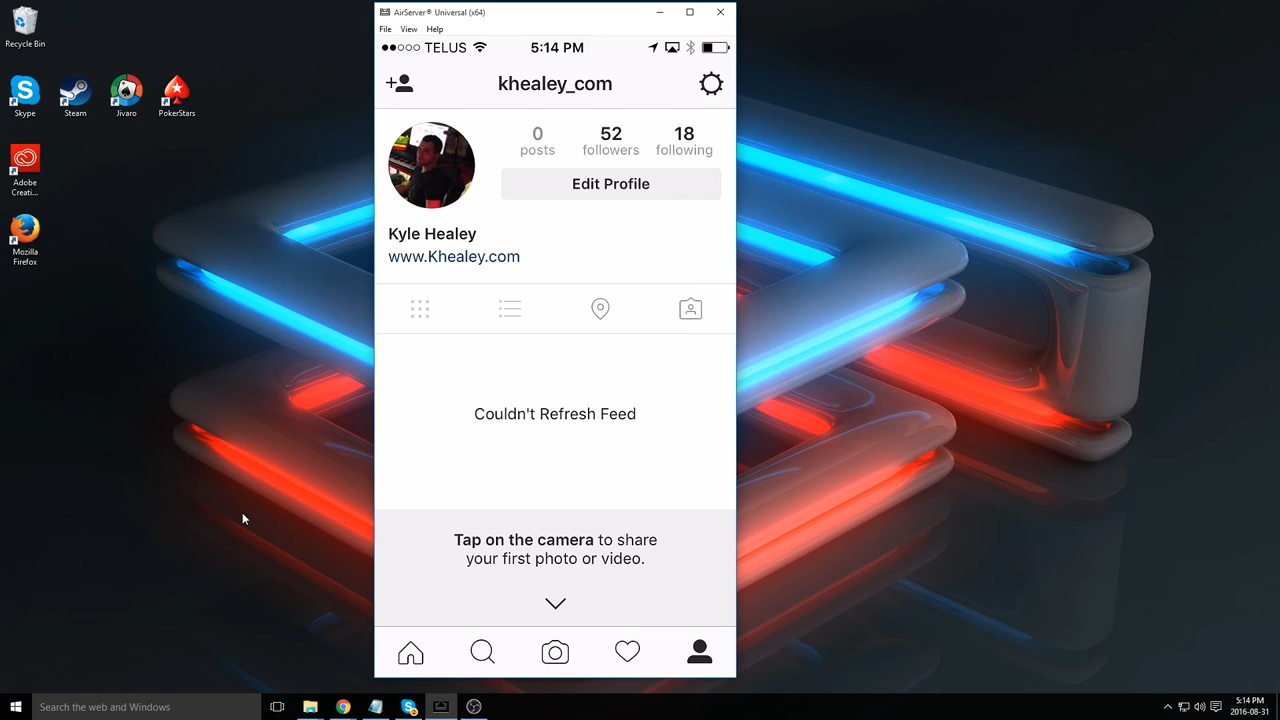 Recycle Bin
Skype
Steam
Jivaro
PokerStars
Adobe
Creati...
Mozilla
Firefox
AirServer® Universal (x64)
File View Help
TELUS 5:14 PM
khealey_com
0 52 18
posts followers following
Edit Profile
Kyle Healey
www.Khealey.com
Couldn't Refresh Feed
Tap on the camera to share
your first photo or video.
Search the web and Windows
5:14 PM
2016-08-31